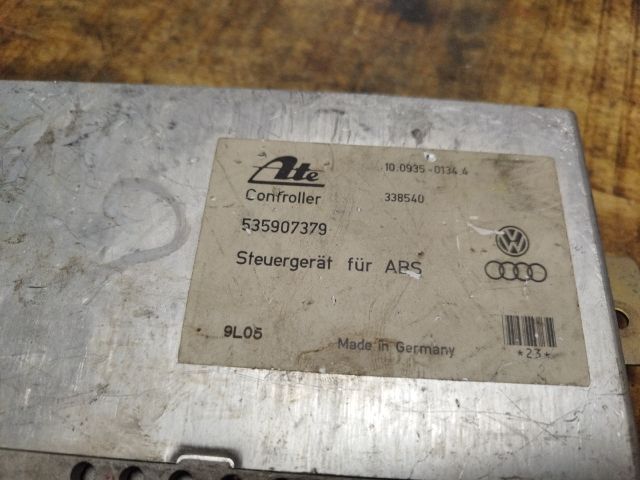 Ate
10.0935-0134.4
Controller 338540
535907379
Steuergerät für ABS
9L05
Made in Germany
*23*